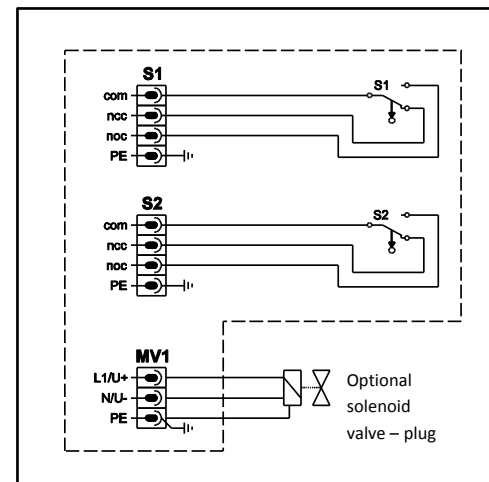 S1
com
ncc
noc
PE
S1
S2
com
ncc
noc
PE
S2
MV1
L1/U+
N/U-
PE
Optional
solenoid
valve – plug